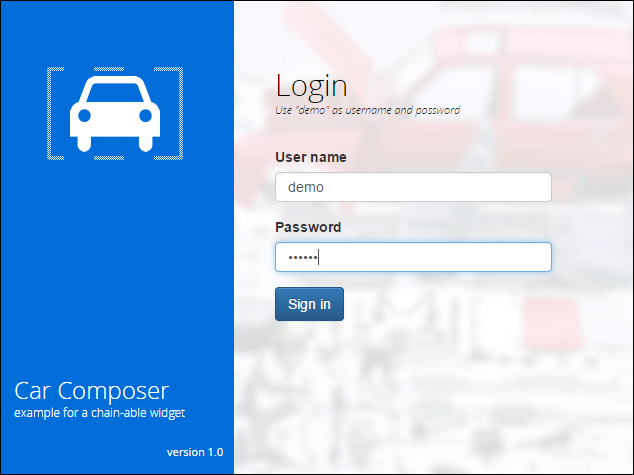 Login
Use "demo" as username and password
User name
demo
Password
••••••
Sign in
Car Composer
example for a chain-able widget
version 1.0